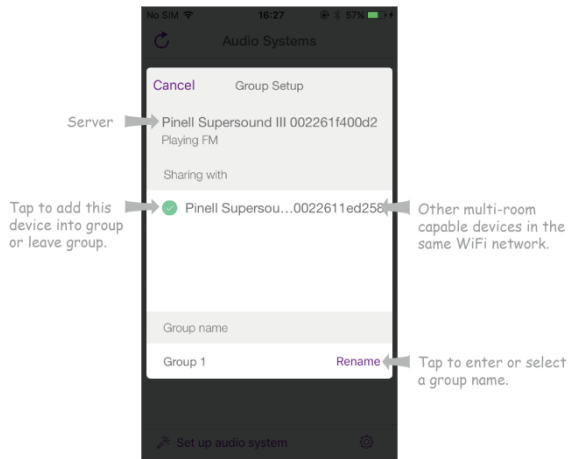 No SIM 16:27 57%
Audio Systems
Cancel Group Setup
Server
Pinell Supersound III 002261f400d2
Playing FM
Sharing with
Tap to add this
device into group
or leave group.
Pinell Supersou...0022611ed258
Other multi-room
capable devices in the
same WiFi network.
Group name
Group 1 Rename
Tap to enter or select
a group name.
Set up audio system